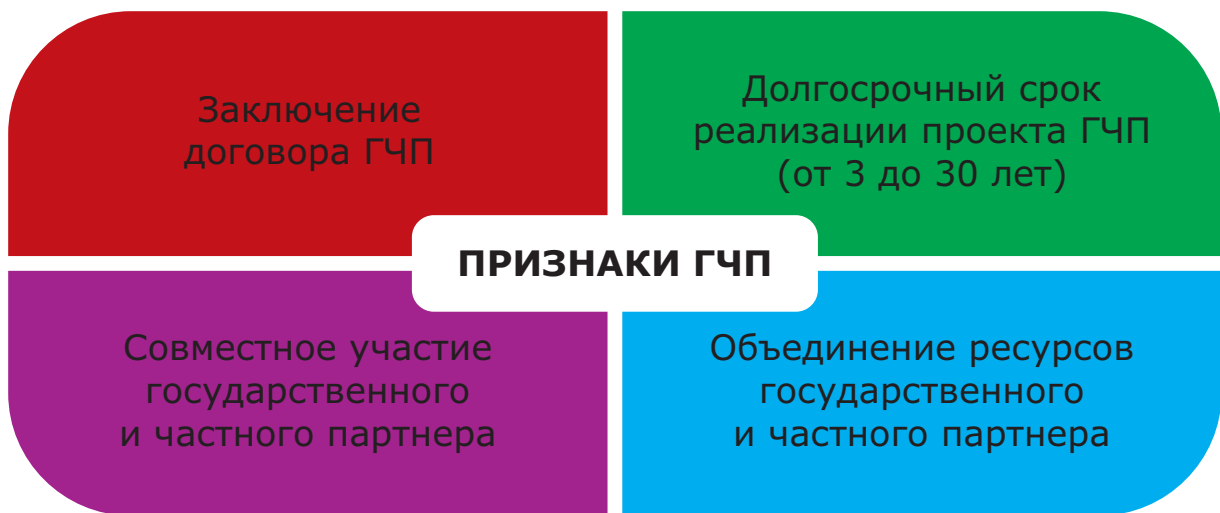 Заключение
договора ГЧП
Долгосрочный срок
реализации проекта ГЧП
(от 3 до 30 лет)
ПРИЗНАКИ ГЧП
Совместное участие
государственного
и частного партнера
Объединение ресурсов
государственного
и частного партнера